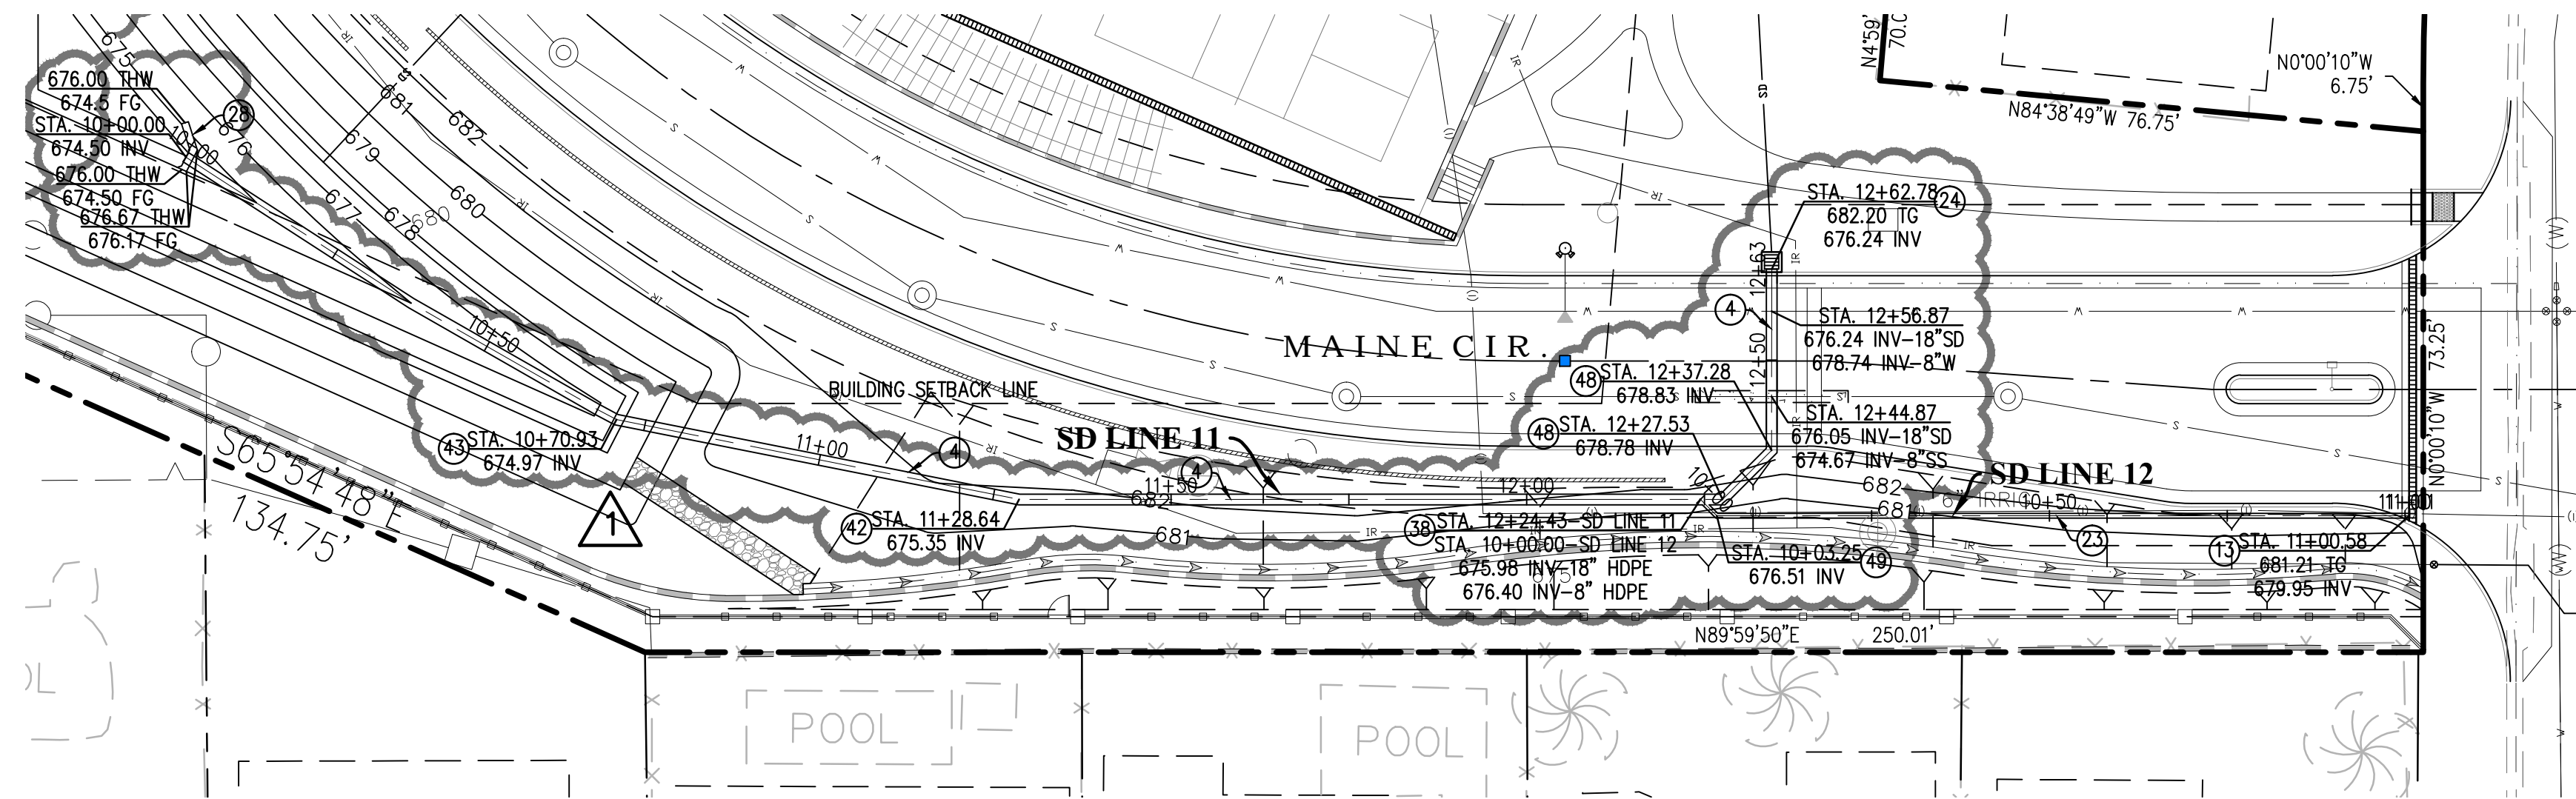 675
676.00 THW
674.5 FG
STA. 10+00.00
674.50 INV
676.00 THW
674.50 FG
676.67 THW
676.17 FG
28
676
677
678
679
680
680
681
682
10+50
43
STA. 10+70.93
674.97 INV
S65°54'48"E
134.75'
1
BUILDING SETBACK LINE
11+00
4
SD LINE 11
4
11+50
682
42
STA. 11+28.64
675.35 INV
681
MAINE CIR.
12+00
48
STA. 12+37.28
678.83 INV
48
STA. 12+27.53
678.78 INV
SD
STA. 12+62.78
24
682.20 TG
676.24 INV
12+63
4
STA. 12+56.87
676.24 INV-18"SD
678.74 INV-8"W
12+50
STA. 12+44.87
676.05 INV-18"SD
674.67 INV-8"SS
SD LINE 12
682
681
10+50
11+01
38
STA. 12+24.43-SD LINE 11
STA. 10+00.00-SD LINE 12
675.98 INV-18" HDPE
676.40 INV-8" HDPE
STA. 10+03.25
49
676.51 INV
23
13
STA. 11+00.58
681.21 TG
679.95 INV
N89°59'50"E
250.01'
N4°59'
N84°38'49"W 76.75'
N0°00'10"W
6.75'
N0°00'10"W
73.25'
POOL
POOL
OL
IR
W
S